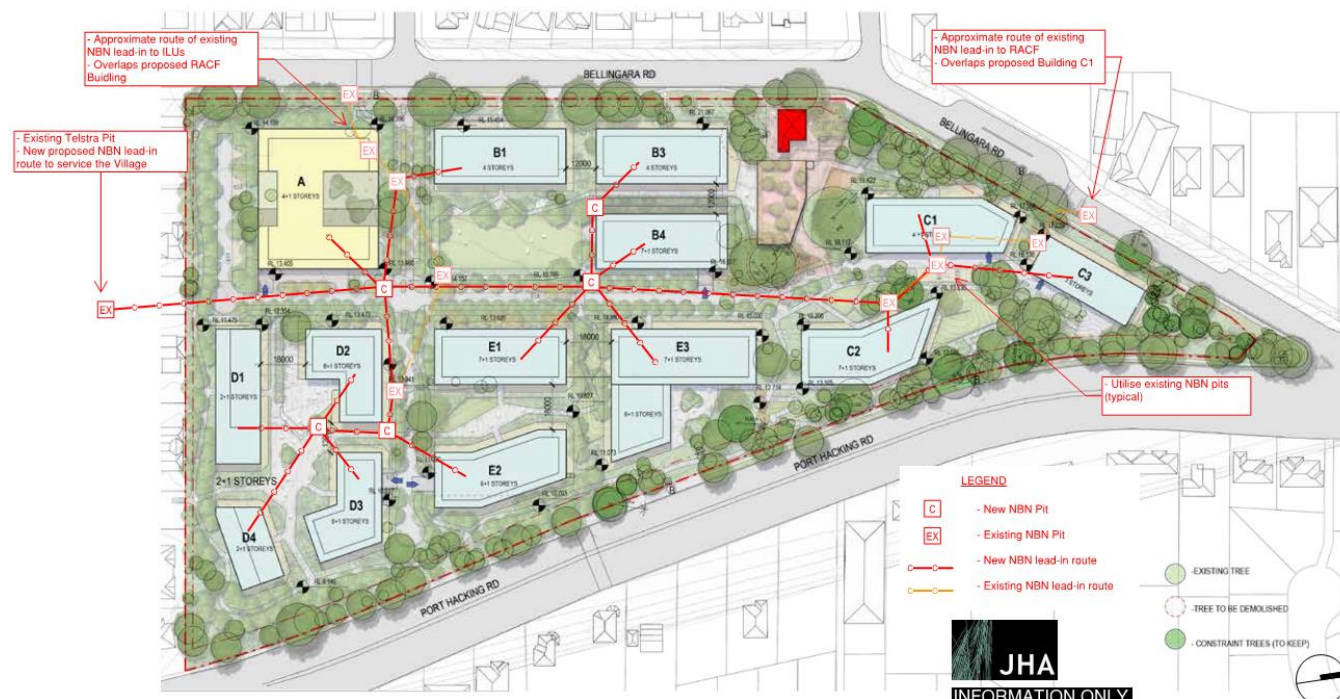 - Approximate route of existing
NBN lead-in to ILUs
- Overlaps proposed RACF
Buidling
- Approximate route of existing
NBN lead-in to RACF
- Overlaps proposed Building C1
- Existing Telstra Pit
- New proposed NBN lead-in
route to service the Village
BELLINGARA RD
BELLINGARA RD
EX
EX
EX
EX
EX
EX
EX
EX
EX
EX
EX
C
C
C
C
C
A
4+1 STOREYS
B1
4 STOREYS
B3
4 STOREYS
B4
7+1 STOREYS
C1
C3
C2
7+1 STOREYS
D1
2+1 STOREYS
D2
6+1 STOREYS
E1
7+1 STOREYS
E3
7+1 STOREYS
6+1 STOREYS
E2
6+1 STOREYS
D3
2+1 STOREYS
D4
2+1 STOREYS
12000
18000
18000
RL 13.405
- Utilise existing NBN pits
(typical)
PORT HACKING RD
PORT HACKING RD
LEGEND
C - New NBN Pit
EX - Existing NBN Pit
C C - New NBN lead-in route
C C - Existing NBN lead-in route
-EXISTING TREE
-TREE TO BE DEMOLISHED
- CONSTRAINT TREES (TO KEEP)
JHA
INFORMATION ONLY